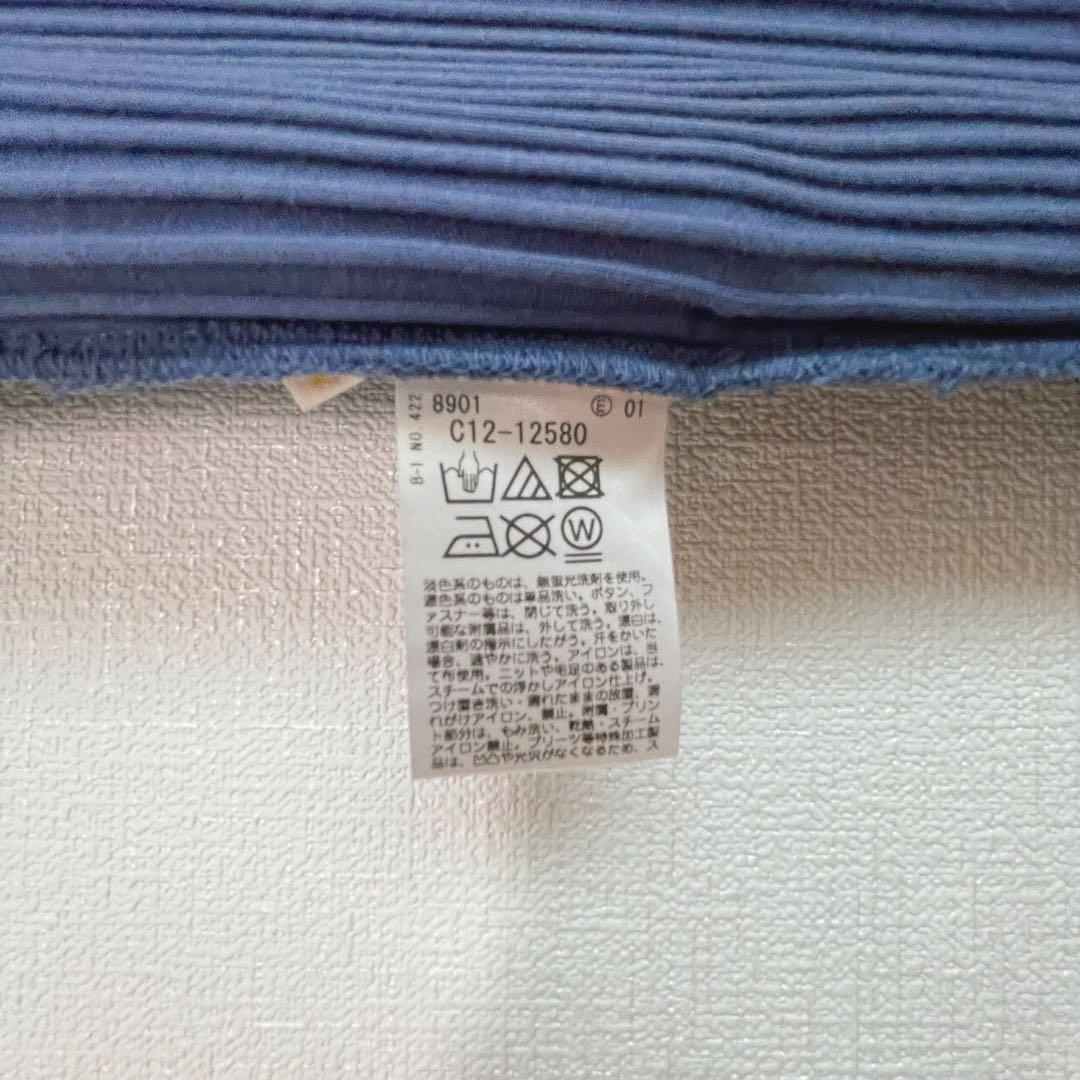 B-I NO 422
8901 Ⓔ 01
C12-12580
W
淡色系のものは、無蛍光洗剤を使用。
濃色系のものは単品洗い。ボタン、フ
ァスナー等は、閉じて洗う。取り外し
可能な附属品は、外して洗う。漂白は、
漂白剤の指示にしたがう。汗をかいた
場合、速やかに洗う。アイロンは、当
て布使用。ニットや毛足のある製品は、
スチームでの浮かしアイロン仕上げ。
つけ置き洗い・濡れたままの放置、濡
れがけアイロン、禁止。附属・プリン
ト部分は、もみ洗い、乾熱・スチーム
アイロン禁止。プリーツ等特殊加工製
品は、凹凸や光沢がなくなるため、ス